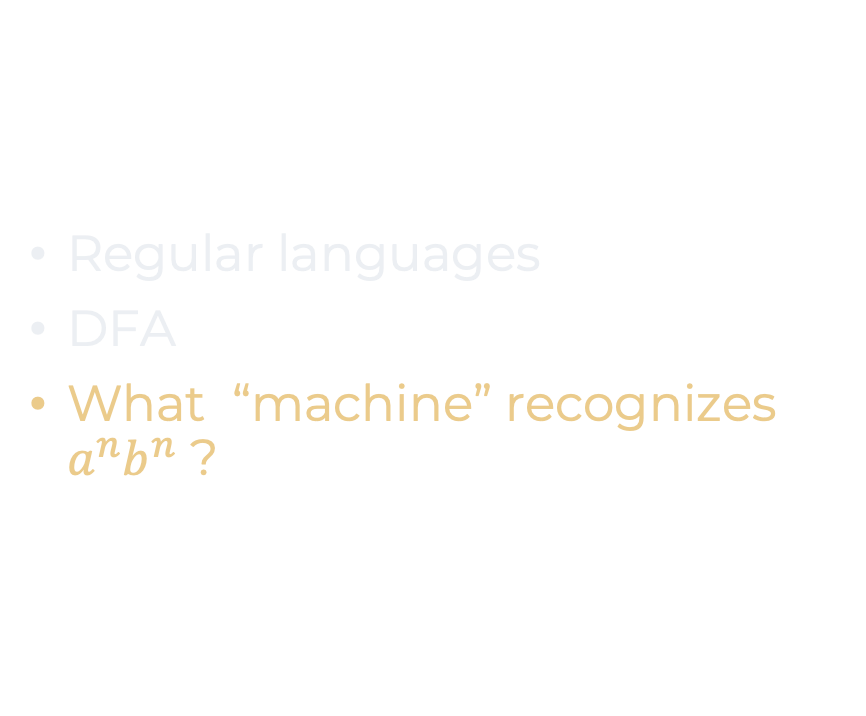 • Regular languages
• DFA
• What “machine” recognizes
𝑎ⁿ𝑏ⁿ ?